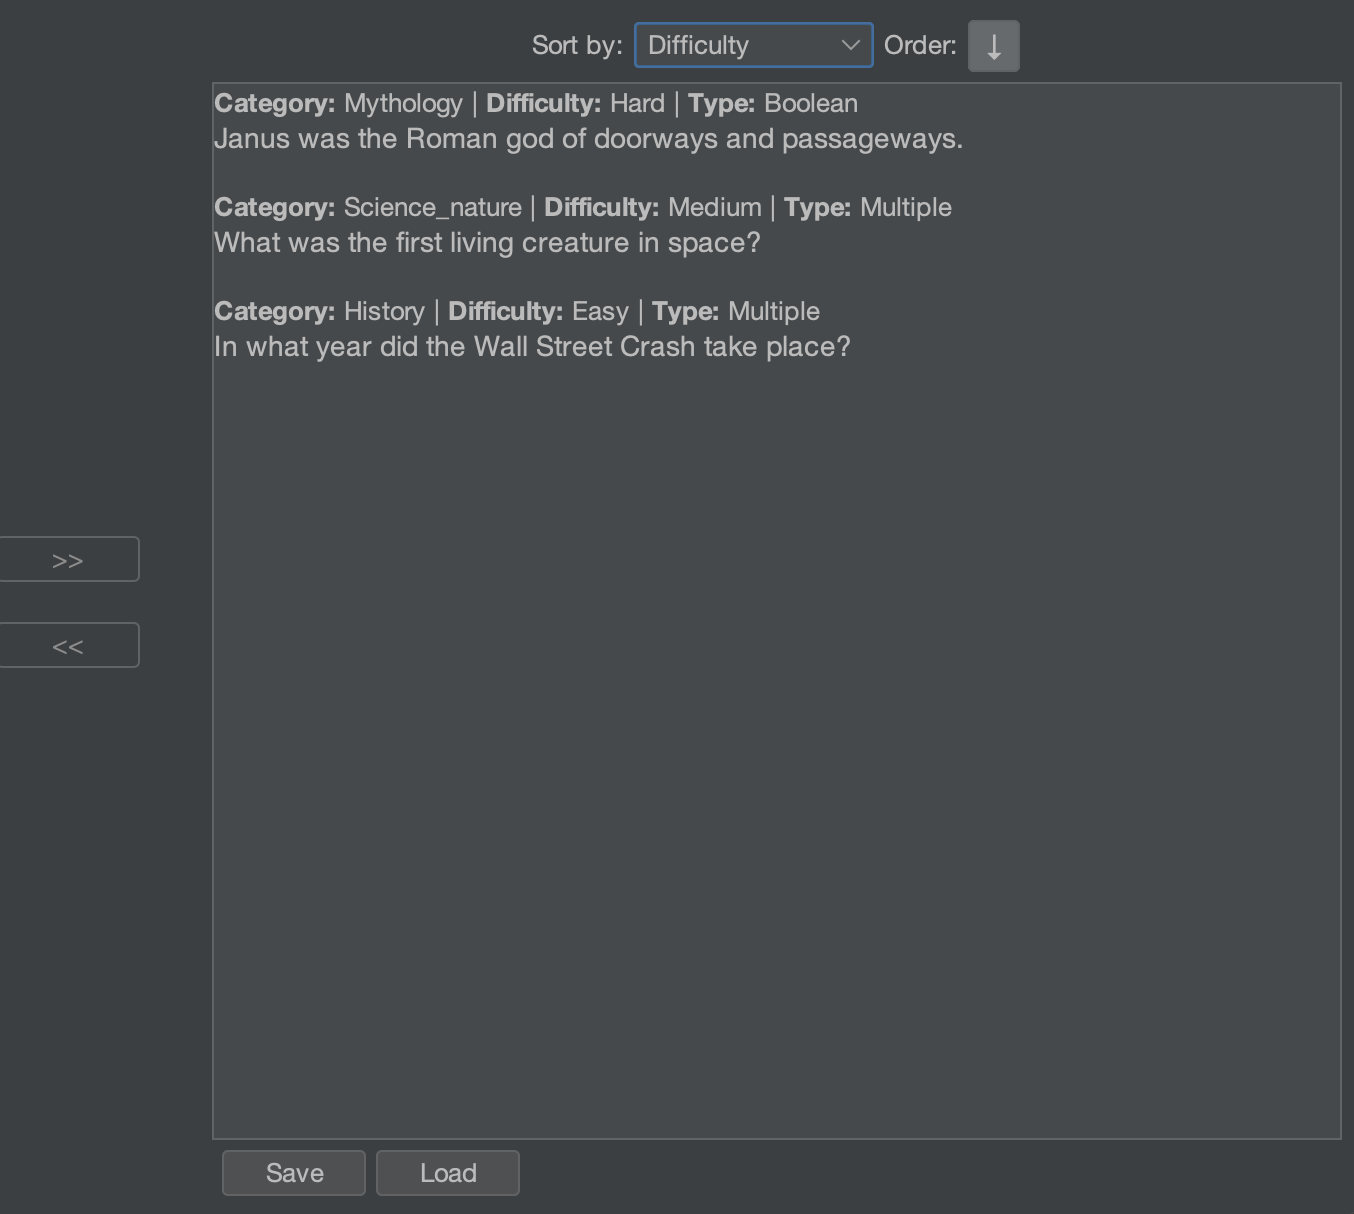 Sort by: Difficulty Order: ↓
Category: Mythology | Difficulty: Hard | Type: Boolean
Janus was the Roman god of doorways and passageways.
Category: Science_nature | Difficulty: Medium | Type: Multiple
What was the first living creature in space?
Category: History | Difficulty: Easy | Type: Multiple
In what year did the Wall Street Crash take place?
>>
<<
Save Load